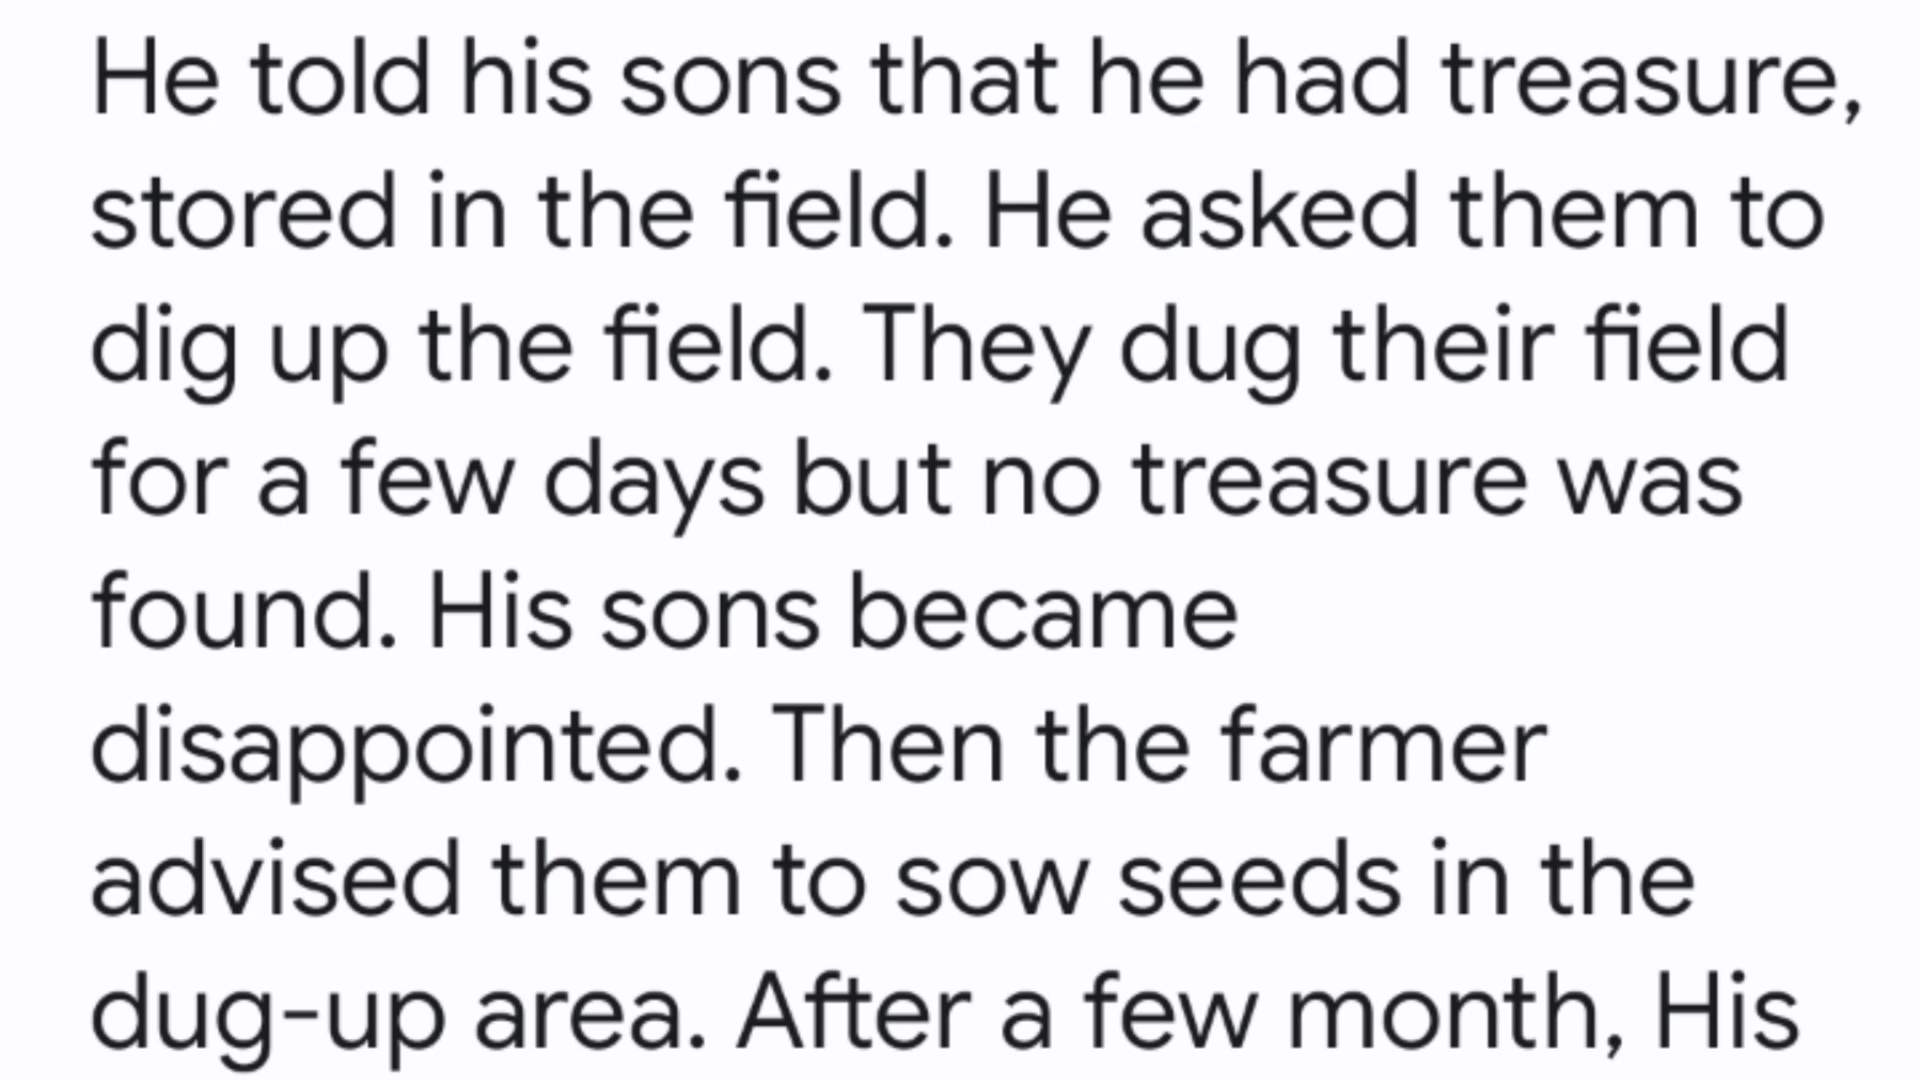 He told his sons that he had treasure,
stored in the field. He asked them to
dig up the field. They dug their field
for a few days but no treasure was
found. His sons became
disappointed. Then the farmer
advised them to sow seeds in the
dug-up area. After a few month, His